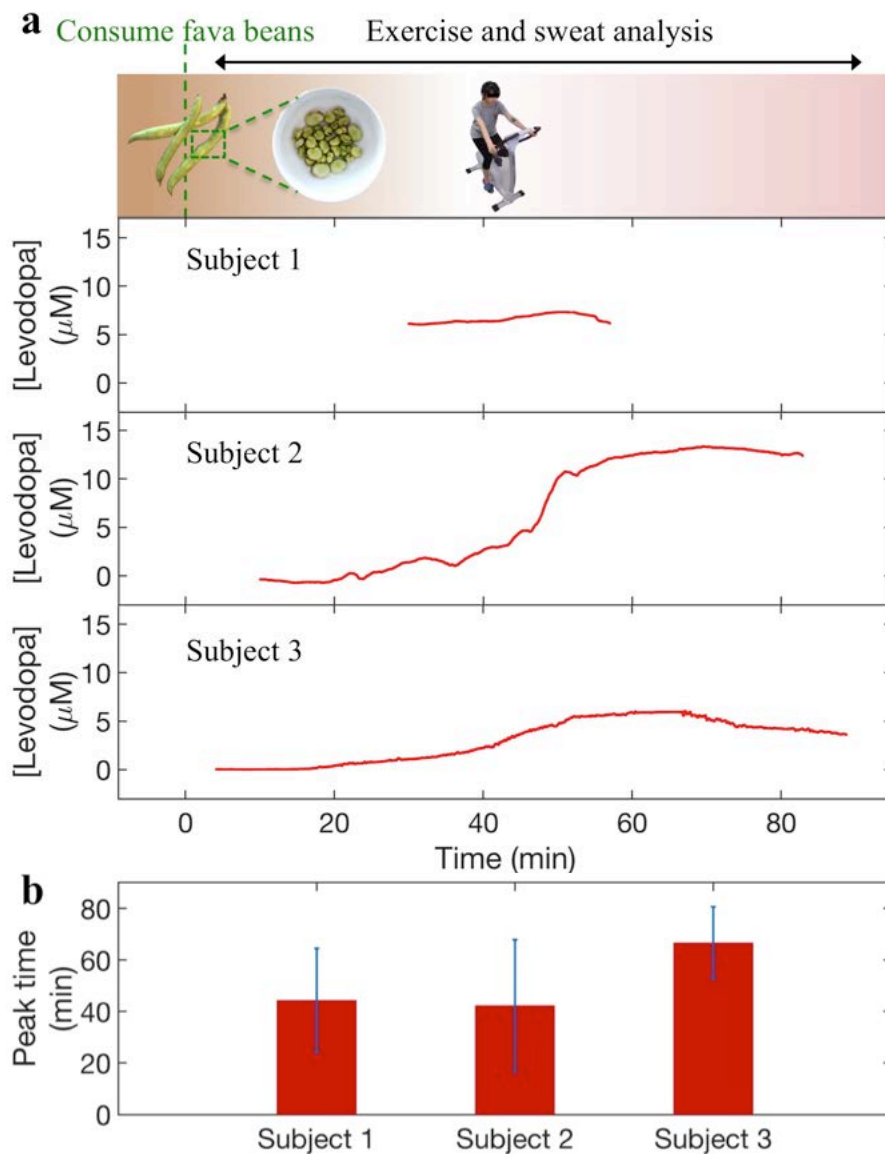 a
Consume fava beans
Exercise and sweat analysis
[Levodopa]
(μM)
15
10
5
0
Subject 1
[Levodopa]
(μM)
15
10
5
0
Subject 2
[Levodopa]
(μM)
15
10
5
0
Subject 3
0 20 40 60 80
Time (min)
b
Peak time
(min)
80
60
40
20
0
Subject 1 Subject 2 Subject 3